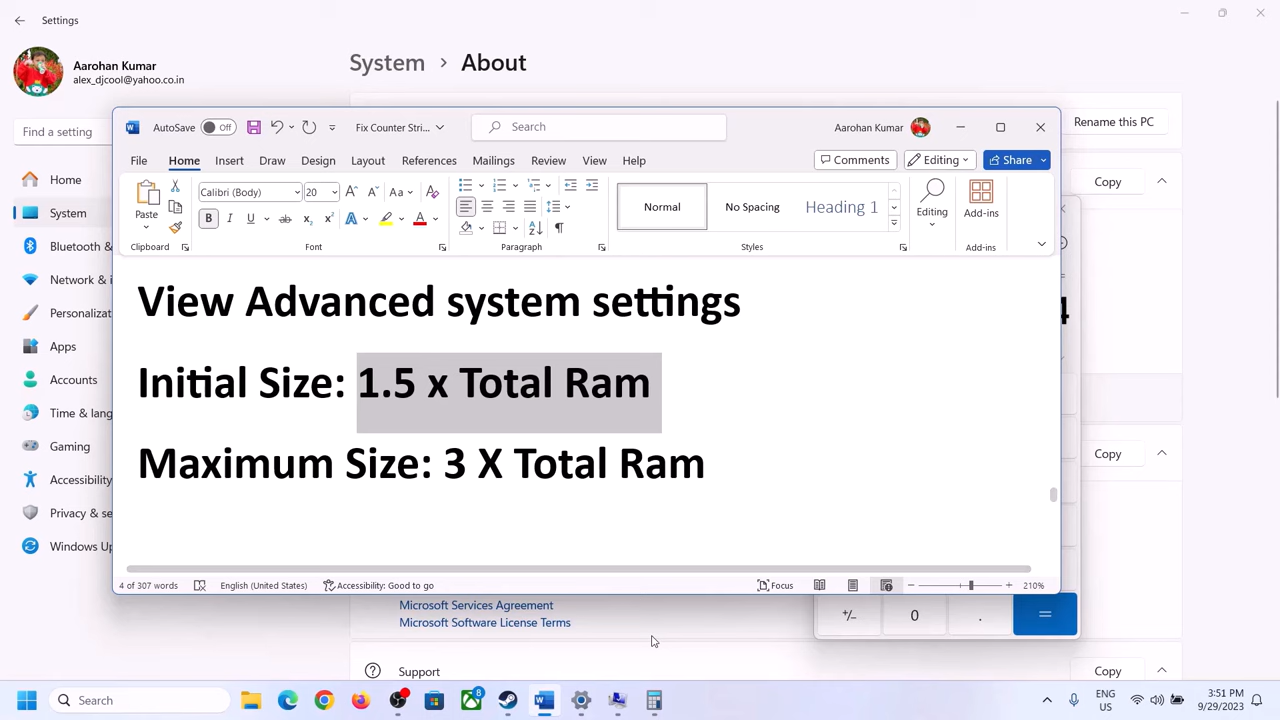 Settings
Aarohan Kumar
alex_djcool@yahoo.co.in
System > About
Find a setting
Rename this PC
AutoSave Off Fix Counter Stri... Search Aarohan Kumar
File Home Insert Draw Design Layout References Mailings Review View Help Comments Editing Share
Home
System
Bluetooth &
Network & i
Personalizat
Apps
Accounts
Time & lang
Gaming
Accessibility
Privacy & se
Windows Up
Copy
Paste
Calibri (Body) 20
Normal No Spacing Heading 1
Editing Add-ins
Clipboard Font Paragraph Styles Add-ins
View Advanced system settings
Initial Size: 1.5 x Total Ram
Maximum Size: 3 X Total Ram
Copy
4 of 307 words English (United States) Accessibility: Good to go Focus 210%
Microsoft Services Agreement
Microsoft Software License Terms
+/- 0 . =
Support Copy
Search
8
ENG
US
3:51 PM
9/29/2023